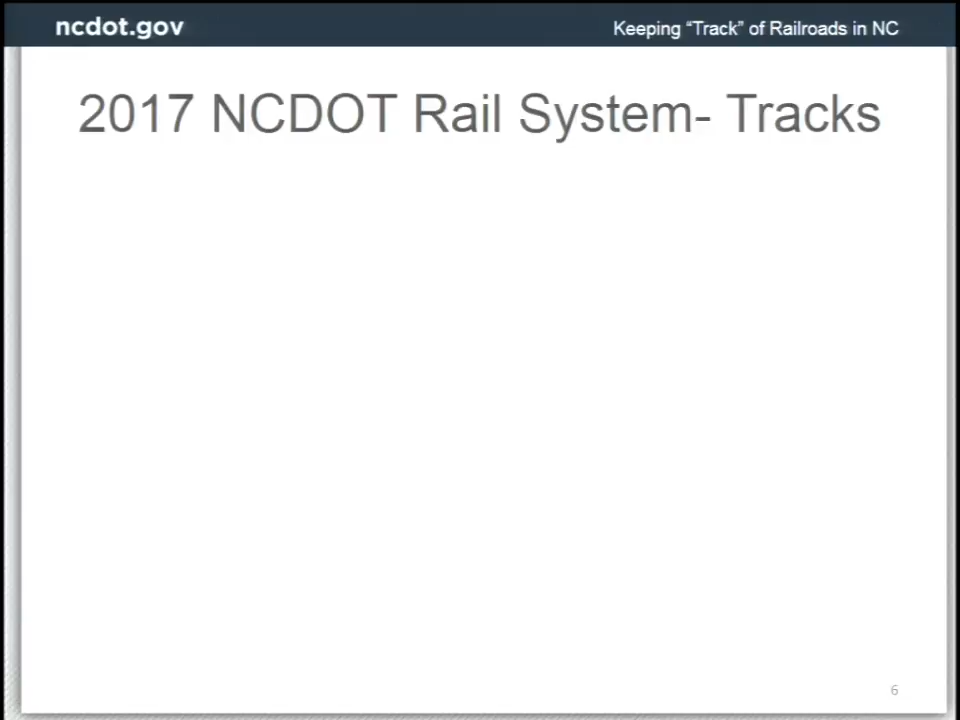 ncdot.gov
Keeping “Track” of Railroads in NC
2017 NCDOT Rail System- Tracks
6